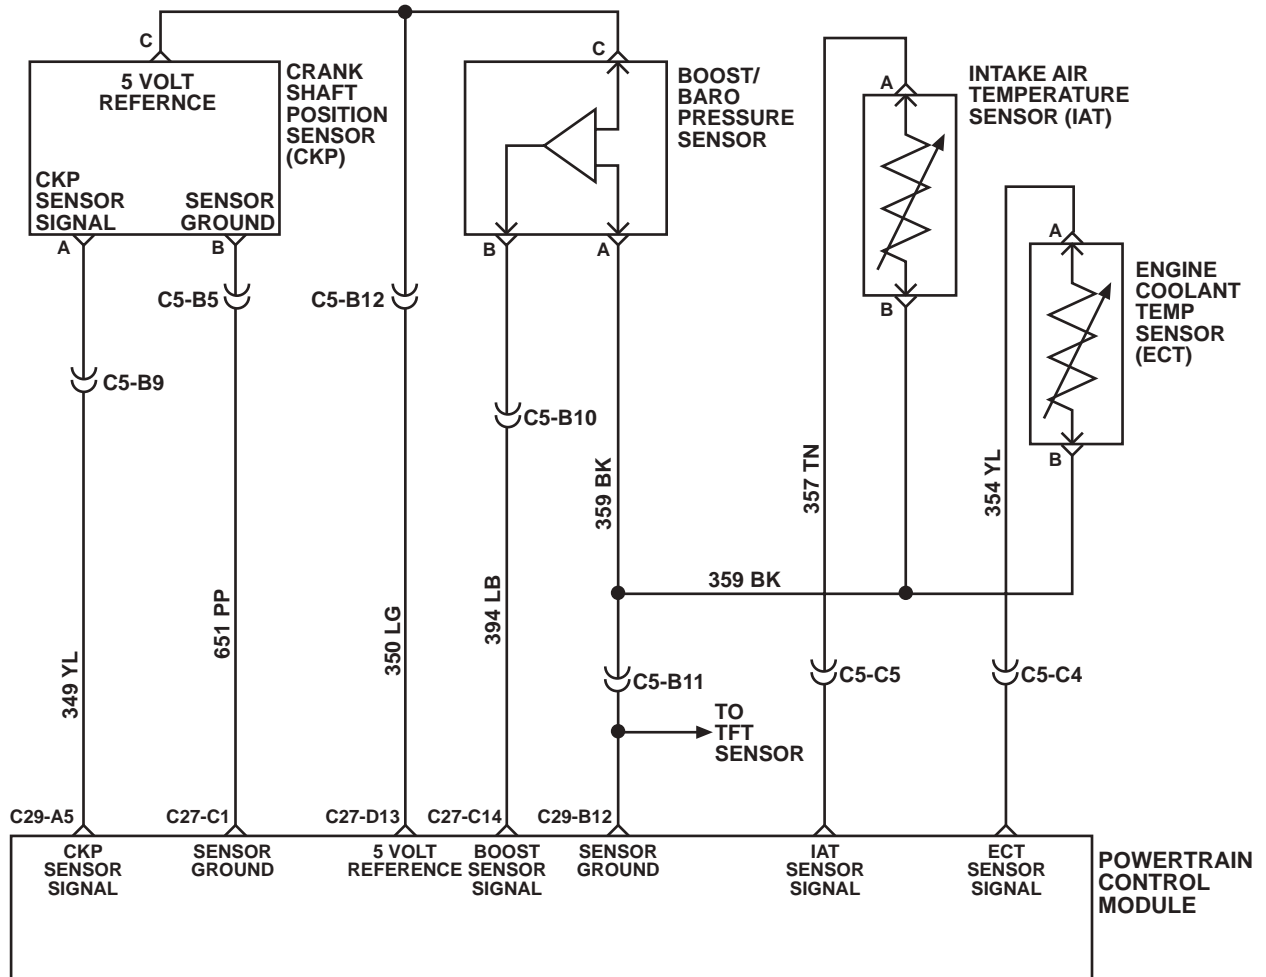 C
5 VOLT
REFERNCE
CKP
SENSOR
SIGNAL
SENSOR
GROUND
A
B
CRANK
SHAFT
POSITION
SENSOR
(CKP)
C
BOOST/
BARO
PRESSURE
SENSOR
B
A
A
INTAKE AIR
TEMPERATURE
SENSOR (IAT)
B
A
ENGINE
COOLANT
TEMP
SENSOR
(ECT)
B
C5-B5
C5-B12
C5-B9
C5-B10
359 BK
357 TN
354 YL
359 BK
349 YL
651 PP
350 LG
394 LB
C5-B11
C5-C5
C5-C4
TO
TFT
SENSOR
C29-A5
C27-C1
C27-D13
C27-C14
C29-B12
CKP
SENSOR
SIGNAL
SENSOR
GROUND
5 VOLT
REFERENCE
BOOST
SENSOR
SIGNAL
SENSOR
GROUND
IAT
SENSOR
SIGNAL
ECT
SENSOR
SIGNAL
POWERTRAIN
CONTROL
MODULE